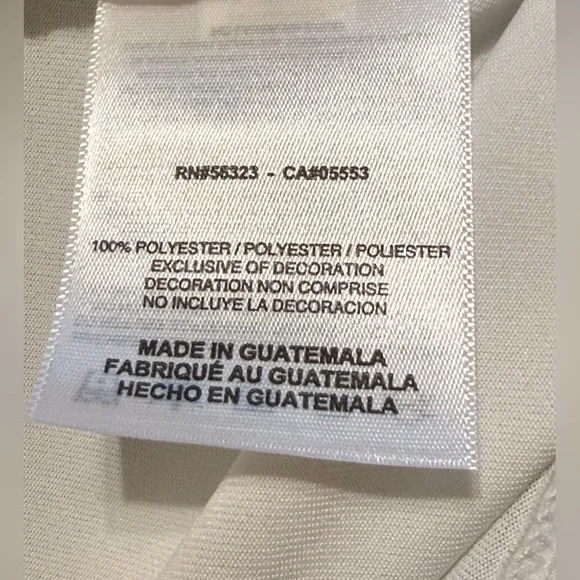 RN#56323 - CA#05553
100% POLYESTER / POLYESTER / POLIESTER
EXCLUSIVE OF DECORATION
DECORATION NON COMPRISE
NO INCLUYE LA DECORACION
MADE IN GUATEMALA
FABRIQUÉ AU GUATEMALA
HECHO EN GUATEMALA